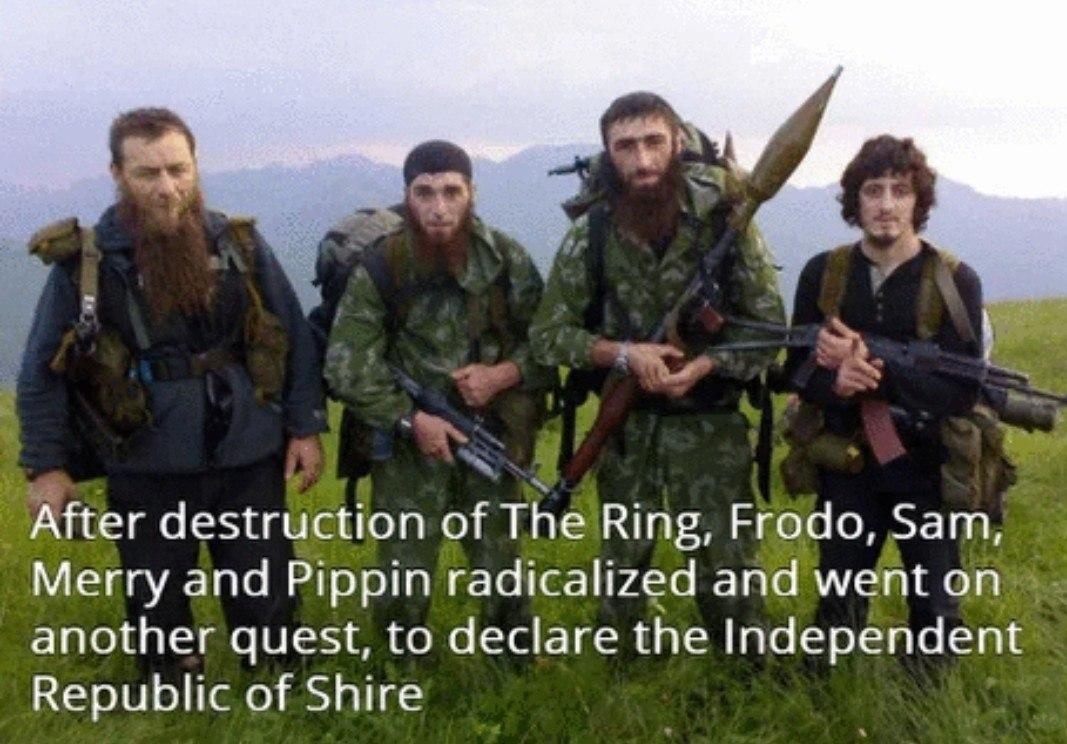 After destruction of The Ring, Frodo, Sam,
Merry and Pippin radicalized and went on
another quest, to declare the Independent
Republic of Shire